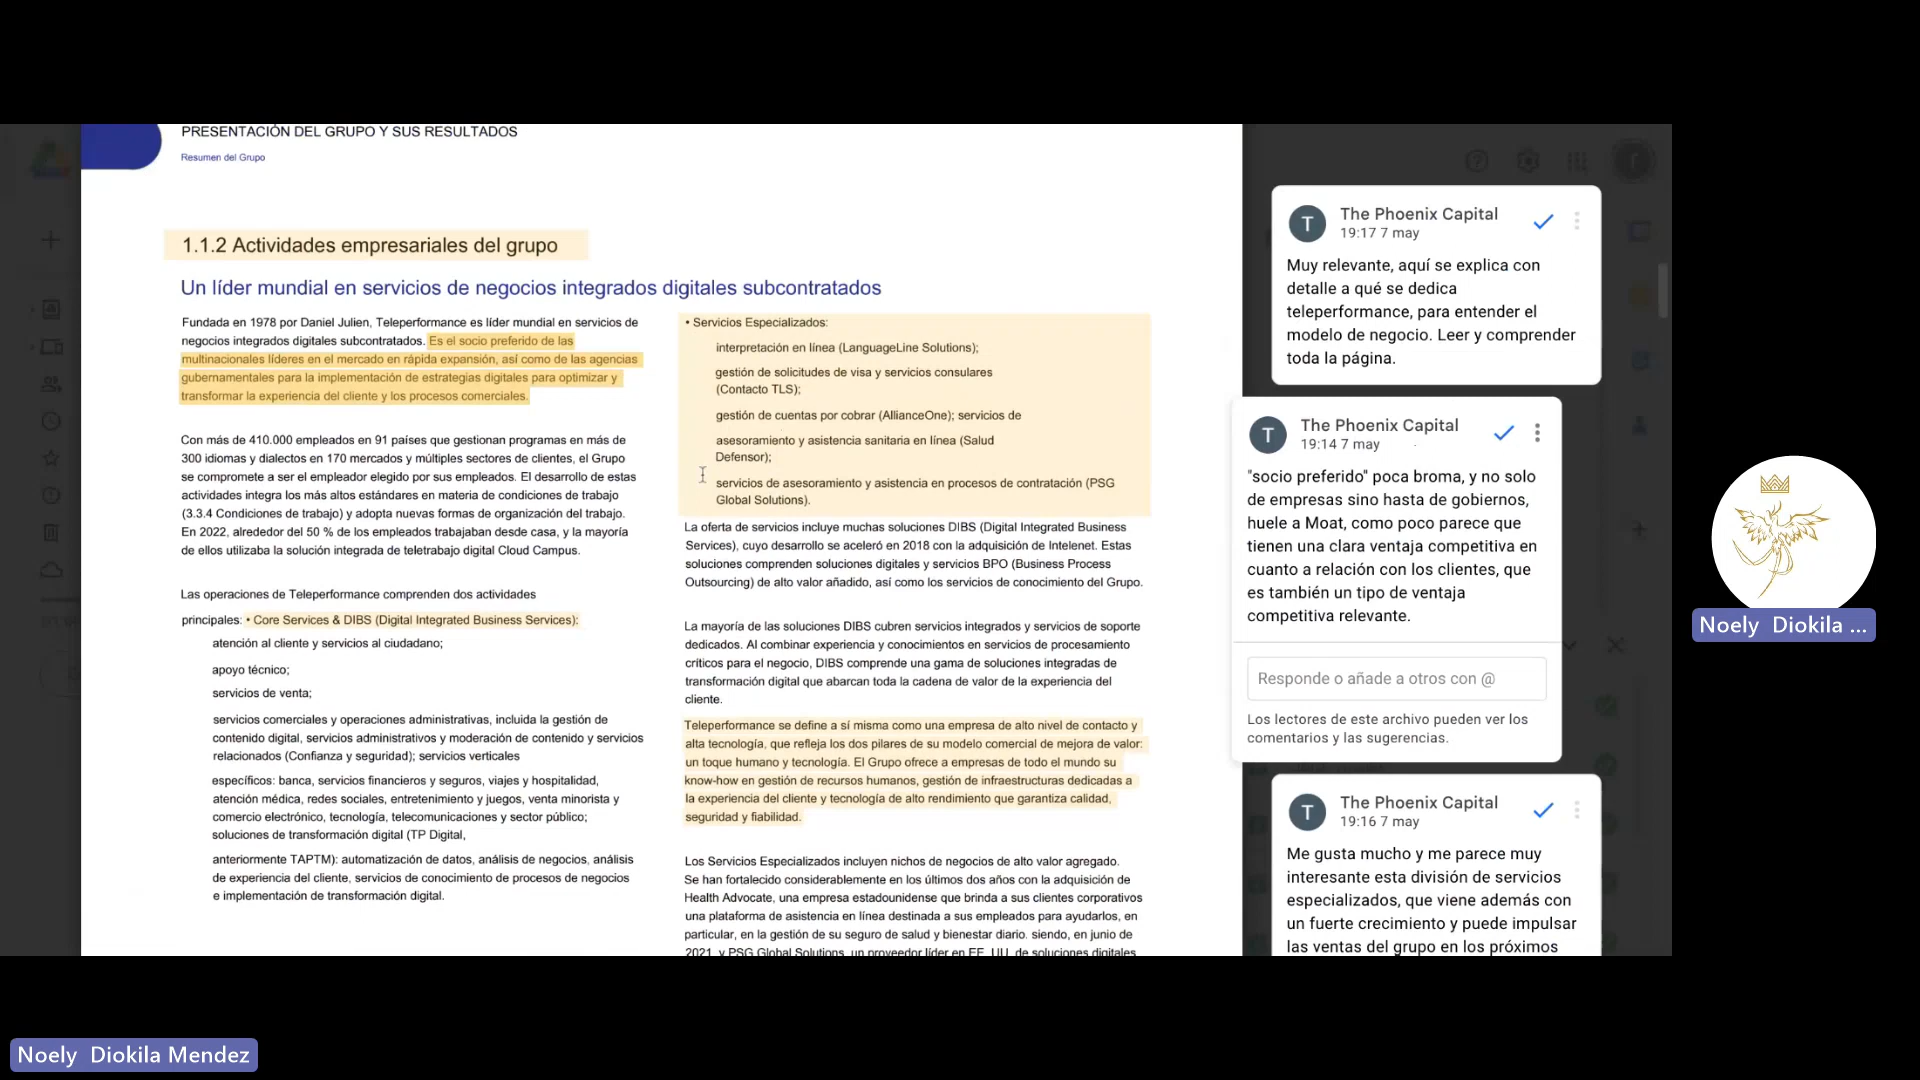 PRESENTACIÓN DEL GRUPO Y SUS RESULTADOS
Resumen del Grupo
1.1.2 Actividades empresariales del grupo
Un líder mundial en servicios de negocios integrados digitales subcontratados
Fundada en 1978 por Daniel Julien, Teleperformance es líder mundial en servicios de
negocios integrados digitales subcontratados. Es el socio preferido de las
multinacionales líderes en el mercado en rápida expansión, así como de las agencias
gubernamentales para la implementación de estrategias digitales para optimizar y
transformar la experiencia del cliente y los procesos comerciales.
Con más de 410.000 empleados en 91 países que gestionan programas en más de
300 idiomas y dialectos en 170 mercados y múltiples sectores de clientes, el Grupo
se compromete a ser el empleador elegido por sus empleados. El desarrollo de estas
actividades integra los más altos estándares en materia de condiciones de trabajo
(3.3.4 Condiciones de trabajo) y adopta nuevas formas de organización del trabajo.
En 2022, alrededor del 50 % de los empleados trabajaban desde casa, y la mayoría
de ellos utilizaba la solución integrada de teletrabajo digital Cloud Campus.
Las operaciones de Teleperformance comprenden dos actividades
principales: • Core Services & DIBS (Digital Integrated Business Services):
atención al cliente y servicios al ciudadano;
apoyo técnico;
servicios de venta;
servicios comerciales y operaciones administrativas, incluida la gestión de
contenido digital, servicios administrativos y moderación de contenido y servicios
relacionados (Confianza y seguridad); servicios verticales
específicos: banca, servicios financieros y seguros, viajes y hospitalidad,
atención médica, redes sociales, entretenimiento y juegos, venta minorista y
comercio electrónico, tecnología, telecomunicaciones y sector público;
soluciones de transformación digital (TP Digital,
anteriormente TAPTM): automatización de datos, análisis de negocios, análisis
de experiencia del cliente, servicios de conocimiento de procesos de negocios
e implementación de transformación digital.
• Servicios Especializados:
interpretación en línea (LanguageLine Solutions);
gestión de solicitudes de visa y servicios consulares
(Contacto TLS);
gestión de cuentas por cobrar (AllianceOne); servicios de
asesoramiento y asistencia sanitaria en línea (Salud
Defensor);
servicios de asesoramiento y asistencia en procesos de contratación (PSG
Global Solutions).
La oferta de servicios incluye muchas soluciones DIBS (Digital Integrated Business
Services), cuyo desarrollo se aceleró en 2018 con la adquisición de Intelenet. Estas
soluciones comprenden soluciones digitales y servicios BPO (Business Process
Outsourcing) de alto valor añadido, así como los servicios de conocimiento del Grupo.
La mayoría de las soluciones DIBS cubren servicios integrados y servicios de soporte
dedicados. Al combinar experiencia y conocimientos en servicios de procesamiento
críticos para el negocio, DIBS comprende una gama de soluciones integradas de
transformación digital que abarcan toda la cadena de valor de la experiencia del
cliente.
Teleperformance se define a sí misma como una empresa de alto nivel de contacto y
alta tecnología, que refleja los dos pilares de su modelo comercial de mejora de valor:
un toque humano y tecnología. El Grupo ofrece a empresas de todo el mundo su
know-how en gestión de recursos humanos, gestión de infraestructuras dedicadas a
la experiencia del cliente y tecnología de alto rendimiento que garantiza calidad,
seguridad y fiabilidad.
Los Servicios Especializados incluyen nichos de negocios de alto valor agregado.
Se han fortalecido considerablemente en los últimos dos años con la adquisición de
Health Advocate, una empresa estadounidense que brinda a sus clientes corporativos
una plataforma de asistencia en línea destinada a sus empleados para ayudarlos, en
particular, en la gestión de su seguro de salud y bienestar diario. siendo, en junio de
2021, y PSG Global Solutions, un proveedor líder en EE. UU. de soluciones digitales
T
The Phoenix Capital
19:17 7 may
Muy relevante, aquí se explica con
detalle a qué se dedica
teleperformance, para entender el
modelo de negocio. Leer y comprender
toda la página.
T
The Phoenix Capital
19:14 7 may
"socio preferido" poca broma, y no solo
de empresas sino hasta de gobiernos,
huele a Moat, como poco parece que
tienen una clara ventaja competitiva en
cuanto a relación con los clientes, que
es también un tipo de ventaja
competitiva relevante.
Responde o añade a otros con @
Los lectores de este archivo pueden ver los
comentarios y las sugerencias.
T
The Phoenix Capital
19:16 7 may
Me gusta mucho y me parece muy
interesante esta división de servicios
especializados, que viene además con
un fuerte crecimiento y puede impulsar
las ventas del grupo en los próximos
Noely Diokila ...
Noely Diokila Mendez